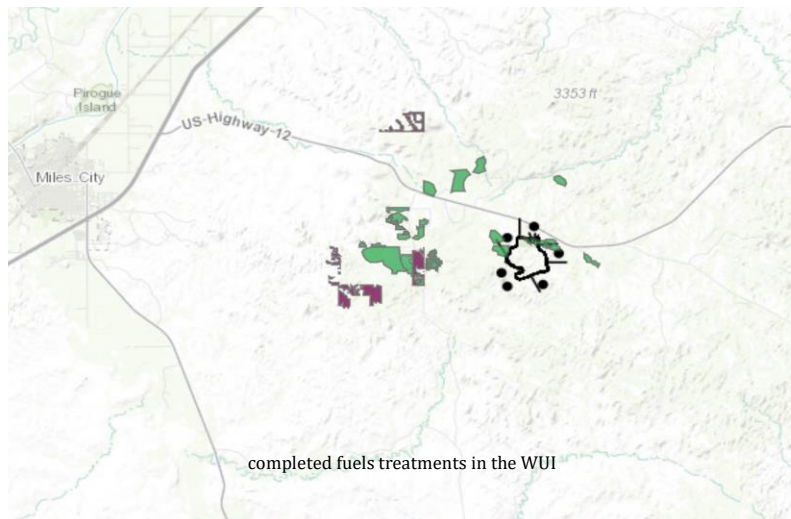 3353 ft
Pirogue
Island
US-Highway-12
Miles City
completed fuels treatments in the WUI